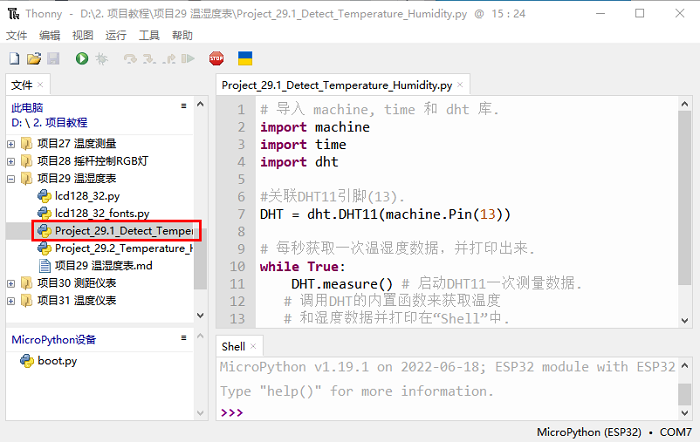 Thonny - D:\2. 项目教程\项目29 温湿度表\Project_29.1_Detect_Temperature_Humidity.py @ 15 : 24
文件 编辑 视图 运行 工具 帮助
文件
此电脑
D: \ 2. 项目教程
项目27 温度测量
项目28 摇杆控制RGB灯
项目29 温湿度表
lcd128_32.py
lcd128_32_fonts.py
Project_29.1_Detect_Temper
Project_29.2_Temperature_H
项目29 温湿度表.md
项目30 测距仪表
项目31 温度仪表
MicroPython设备
boot.py
Project_29.1_Detect_Temperature_Humidity.py
1 # 导入 machine, time 和 dht 库.
2 import machine
3 import time
4 import dht
5
6 #关联DHT11引脚(13).
7 DHT = dht.DHT11(machine.Pin(13))
8
9 # 每秒获取一次温湿度数据，并打印出来.
10 while True:
11 DHT.measure() # 启动DHT11一次测量数据.
12 # 调用DHT的内置函数来获取温度
13 # 和湿度数据并打印在“Shell”中.
Shell
MicroPython v1.19.1 on 2022-06-18; ESP32 module with ESP32
Type "help()" for more information.
>>>
MicroPython (ESP32) • COM7